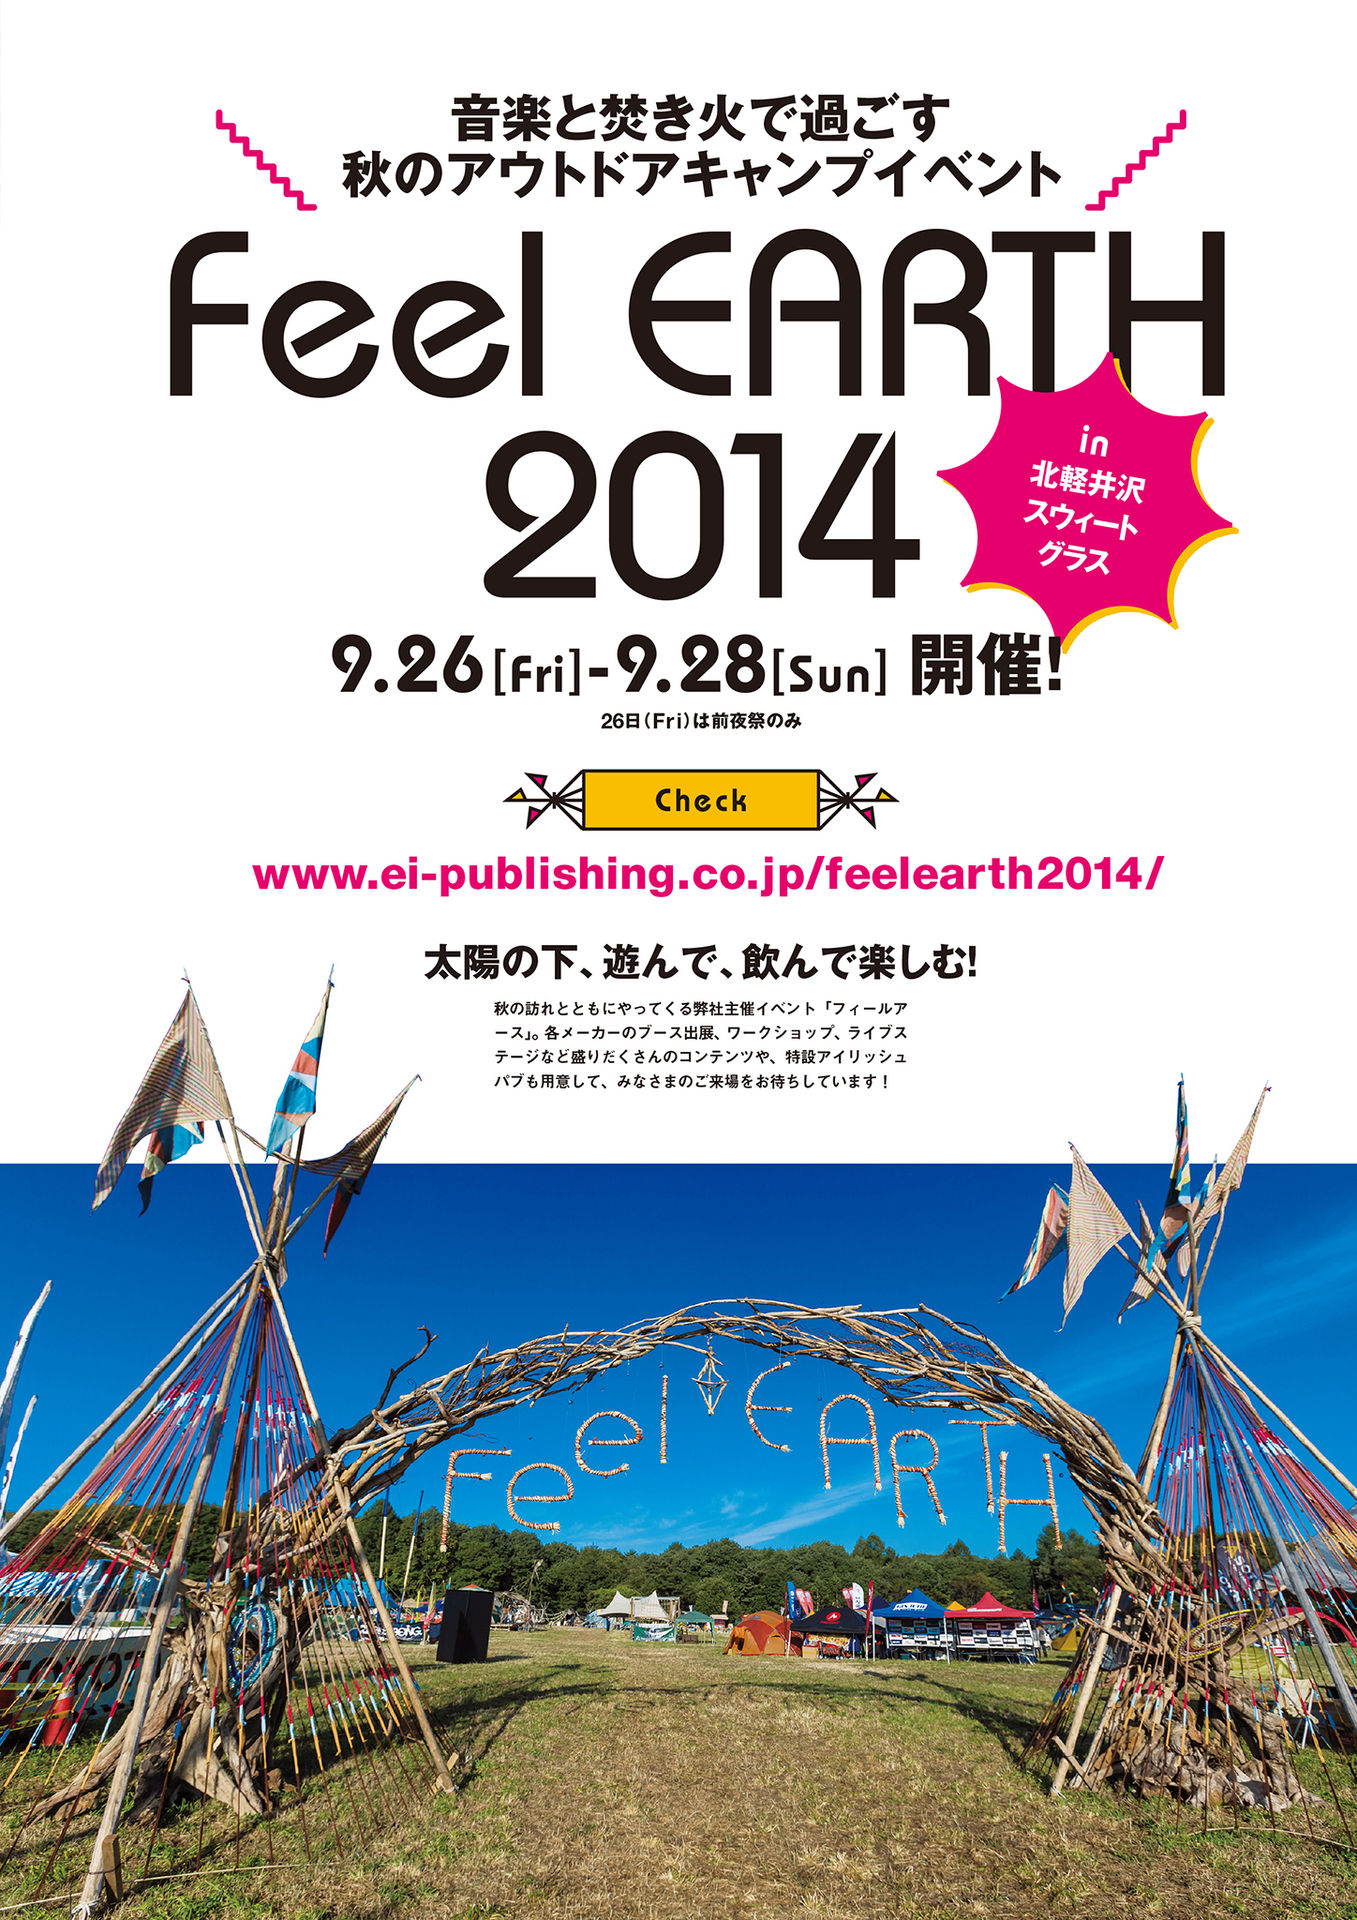 音楽と焚き火で過ごす
秋のアウトドアキャンプイベント
Feel EARTH
2014
in
北軽井沢
スウィート
グラス
9.26[Fri]-9.28[Sun] 開催!
26日(Fri)は前夜祭のみ
Check
www.ei-publishing.co.jp/feelearth2014/
太陽の下、遊んで、飲んで楽しむ!
秋の訪れとともにやってくる弊社主催イベント「フィールア
ース」。各メーカーのブース出展、ワークショップ、ライブス
テージなど盛りだくさんのコンテンツや、特設アイリッシュ
パブも用意して、みなさまのご来場をお待ちしています!
Feel EARTH